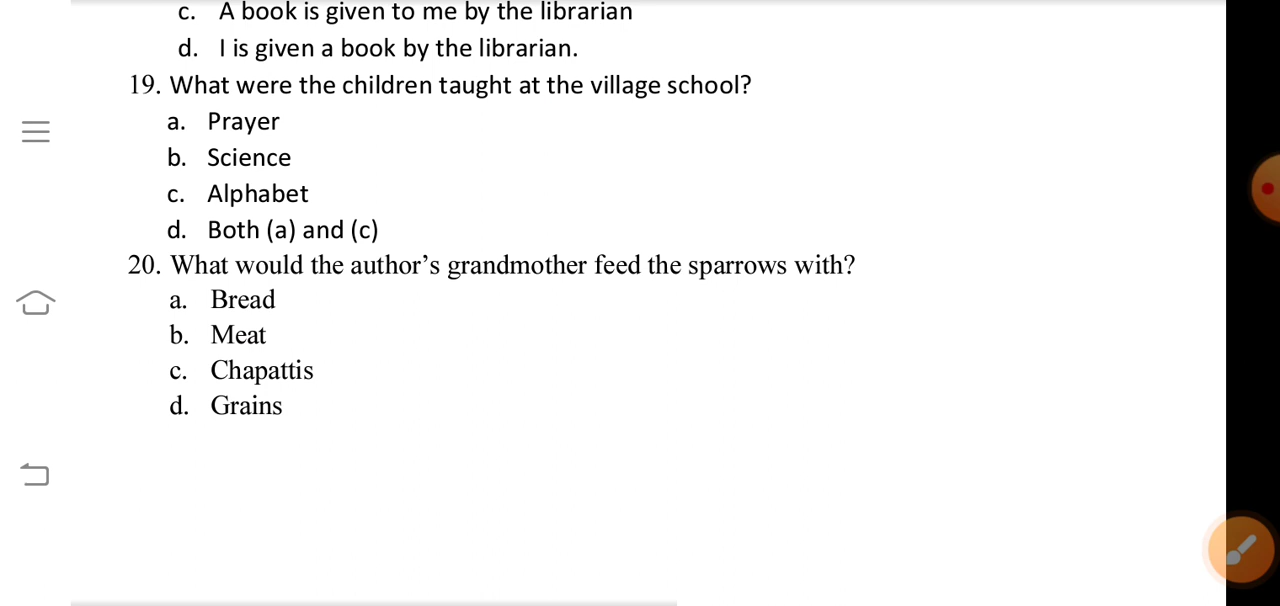 c. A book is given to me by the librarian
d. I is given a book by the librarian.
19. What were the children taught at the village school?
a. Prayer
b. Science
c. Alphabet
d. Both (a) and (c)
20. What would the author’s grandmother feed the sparrows with?
a. Bread
b. Meat
c. Chapattis
d. Grains